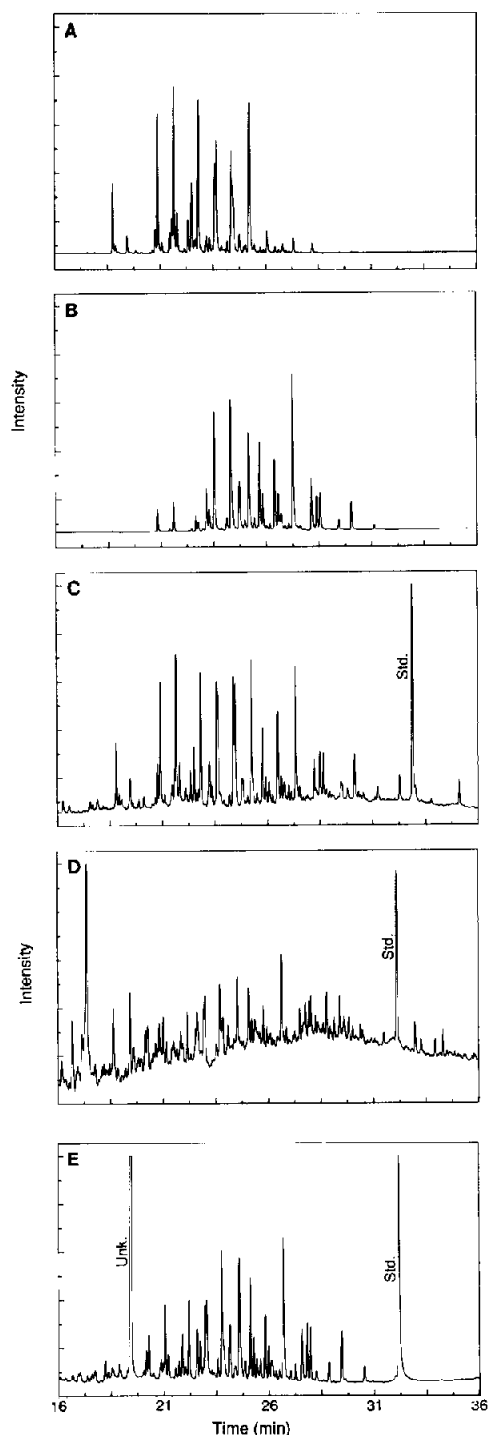 A
B
Intensity
C
Std.
D
Std.
Intensity
E
Unk.
Std.
16 21 26 31 36
Time (min)